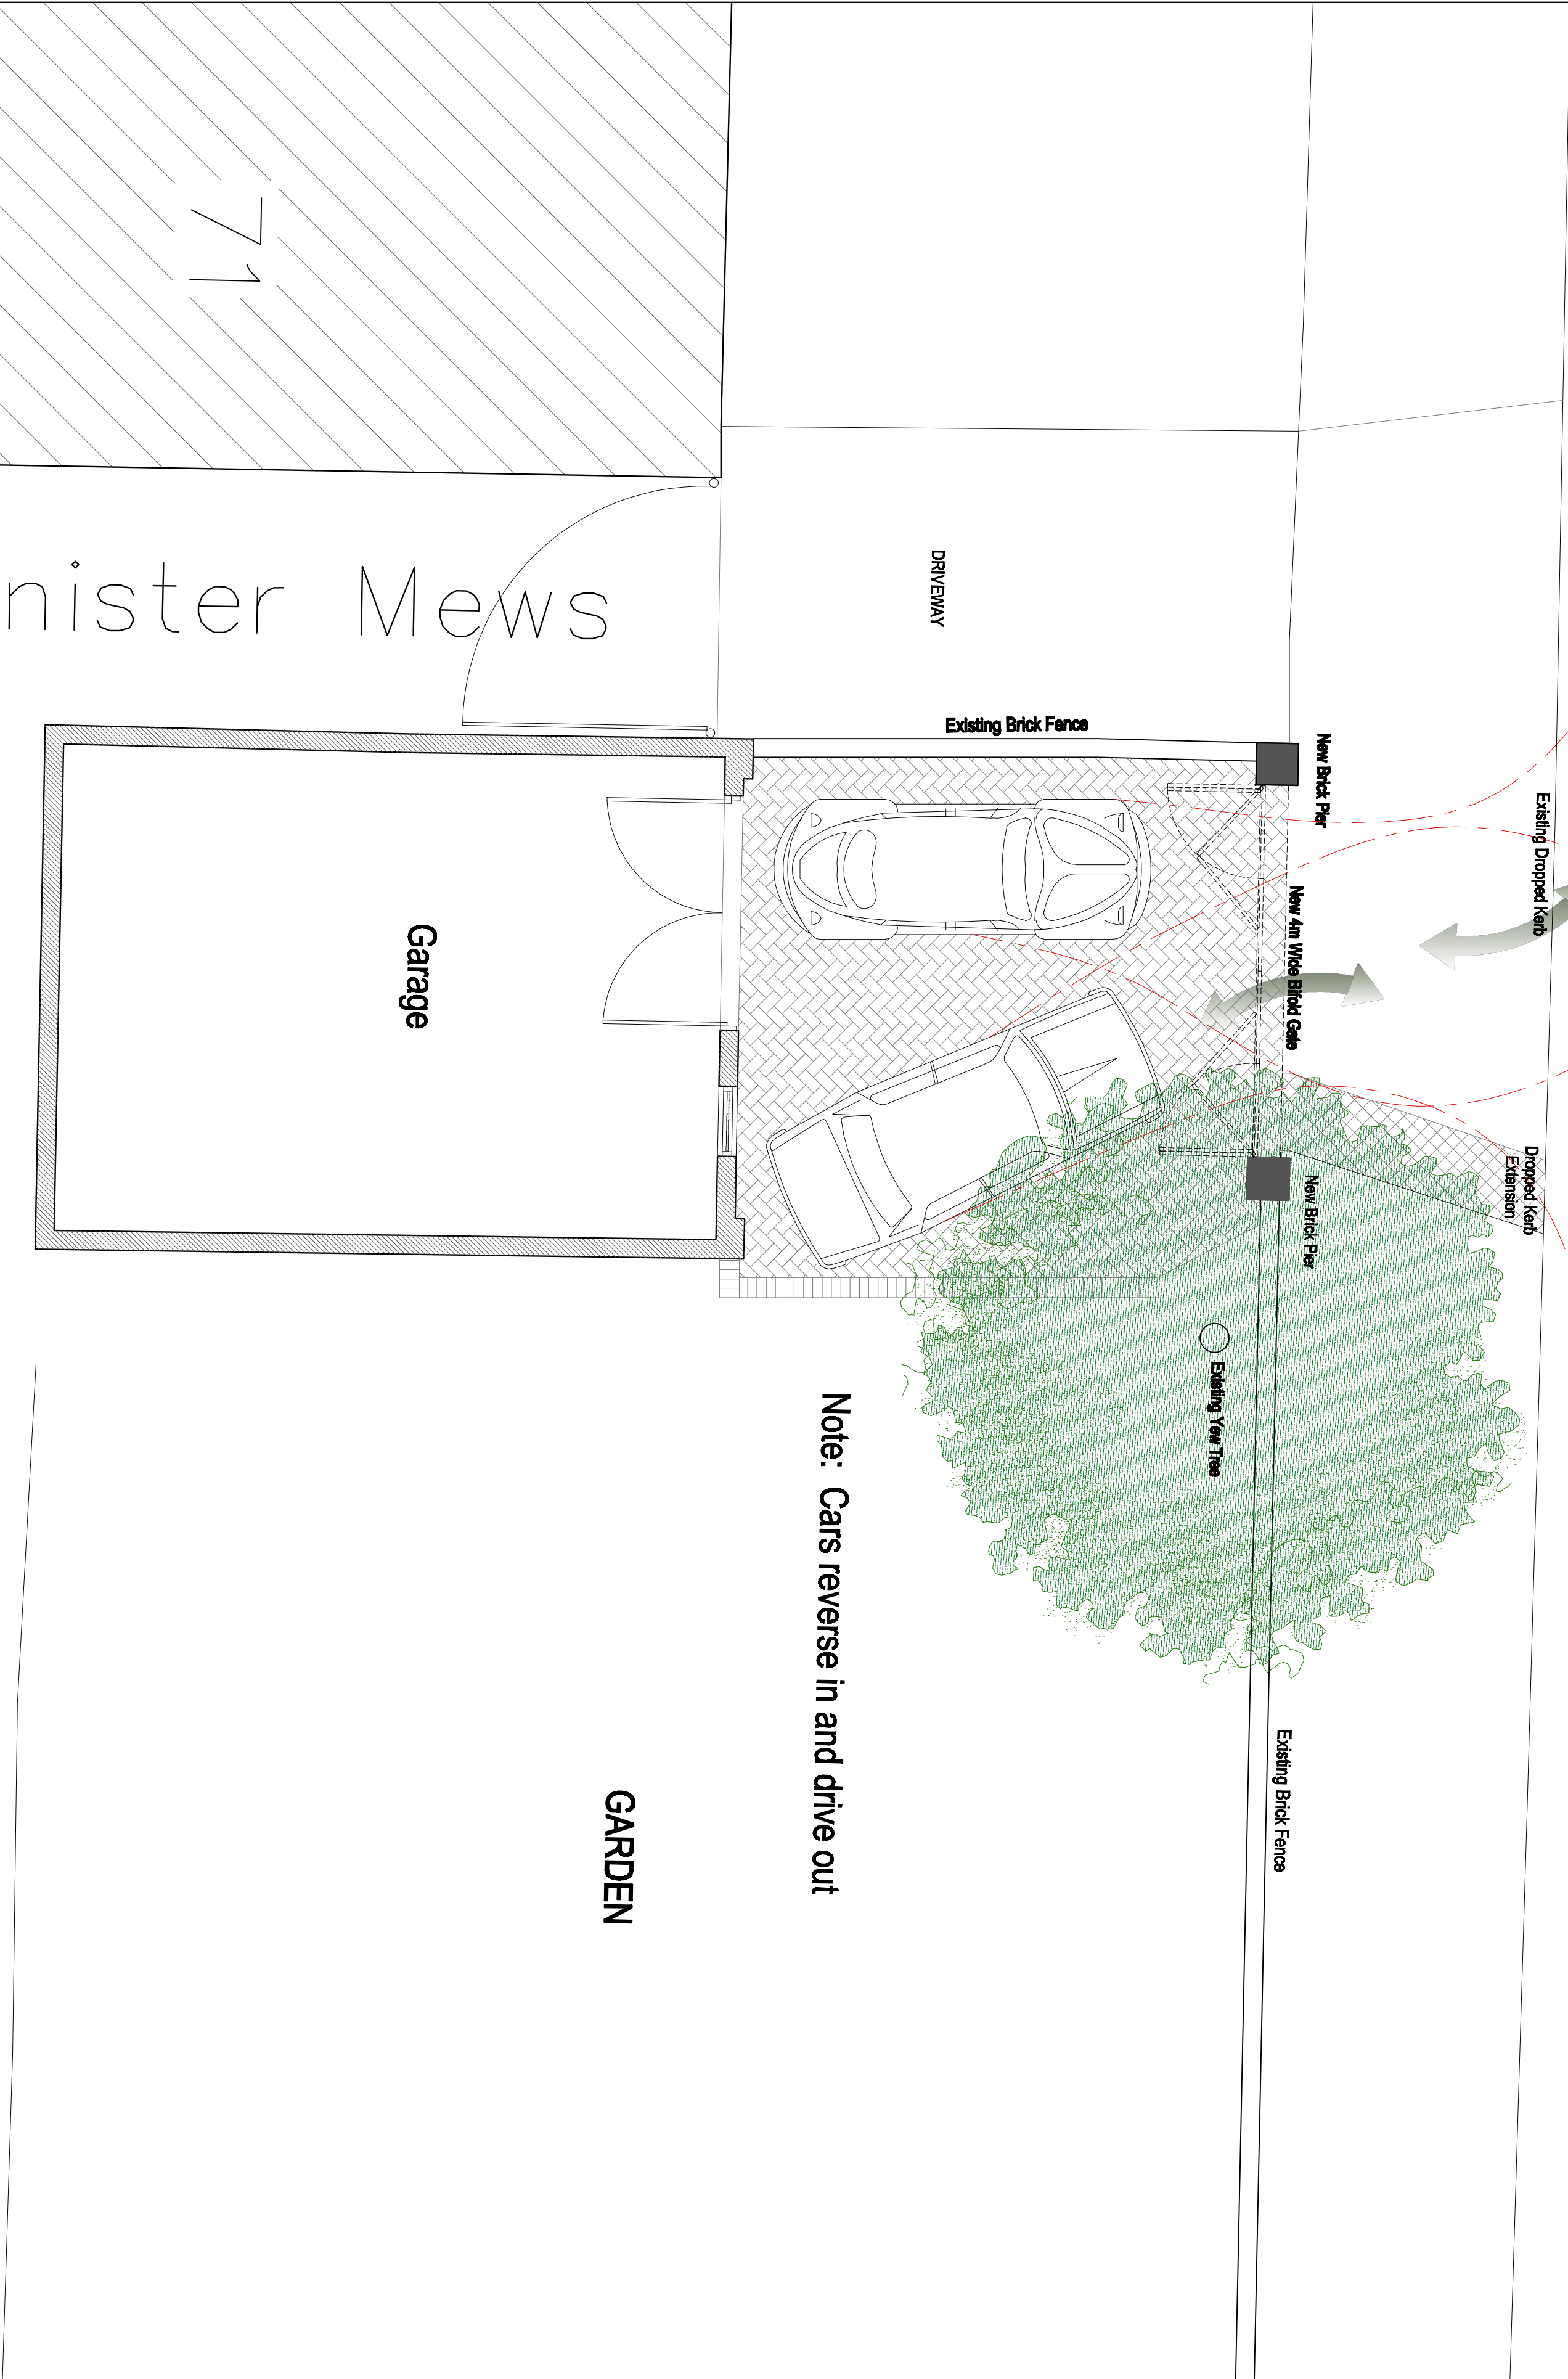 71
nister Mews
DRIVEWAY
Existing Brick Fence
New Brick Pier
Existing Dropped Kerb
New 4m Wide Bifold Gate
Garage
Dropped Kerb
Extension
New Brick Pier
Existing Yew Tree
Note: Cars reverse in and drive out
Existing Brick Fence
GARDEN